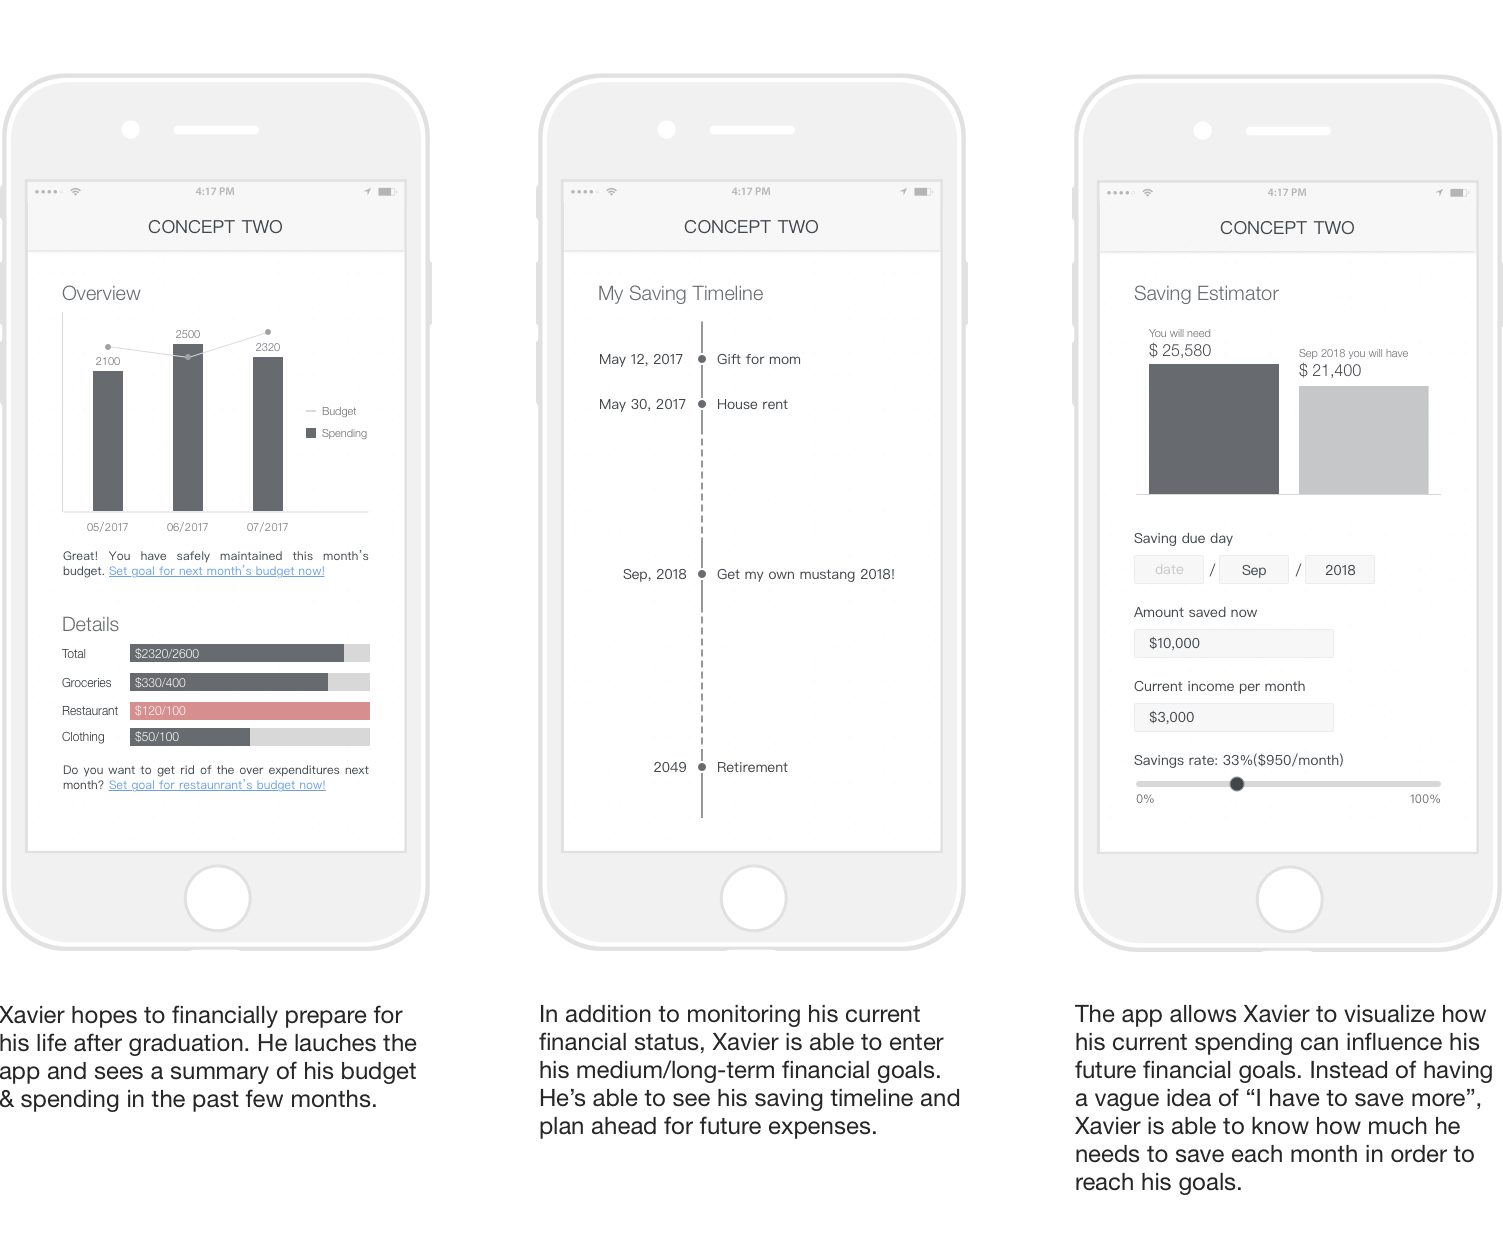 4:17 PM
CONCEPT TWO
Overview
2100
2500
2320
Budget
Spending
05/2017
06/2017
07/2017
Great! You have safely maintained this month's
budget. Set goal for next month's budget now!
Details
Total
$2320/2600
Groceries
$330/400
Restaurant
$120/100
Clothing
$50/100
Do you want to get rid of the over expenditures next
month? Set goal for restaunrant's budget now!
Xavier hopes to financially prepare for
his life after graduation. He lauches the
app and sees a summary of his budget
& spending in the past few months.
4:17 PM
CONCEPT TWO
My Saving Timeline
May 12, 2017 Gift for mom
May 30, 2017 House rent
Sep, 2018 Get my own mustang 2018!
2049 Retirement
In addition to monitoring his current
financial status, Xavier is able to enter
his medium/long-term financial goals.
He’s able to see his saving timeline and
plan ahead for future expenses.
4:17 PM
CONCEPT TWO
Saving Estimator
You will need
$ 25,580
Sep 2018 you will have
$ 21,400
Saving due day
date / Sep / 2018
Amount saved now
$10,000
Current income per month
$3,000
Savings rate: 33%($950/month)
0% 100%
The app allows Xavier to visualize how
his current spending can influence his
future financial goals. Instead of having
a vague idea of “I have to save more”,
Xavier is able to know how much he
needs to save each month in order to
reach his goals.